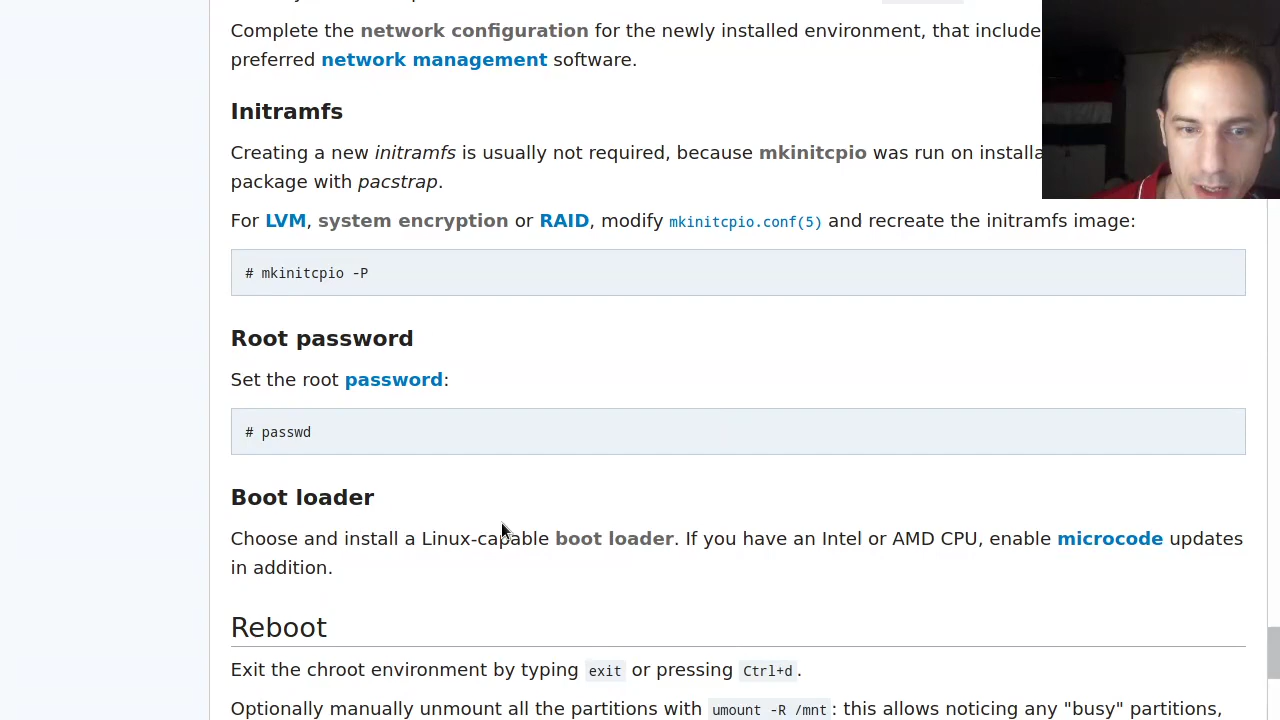 Complete the network configuration for the newly installed environment, that include
preferred network management software.
Initramfs
Creating a new initramfs is usually not required, because mkinitcpio was run on
package with pacstrap.
For LVM, system encryption or RAID, modify mkinitcpio.conf(5) and recreate the initramfs image:
# mkinitcpio -P
Root password
Set the root password:
# passwd
Boot loader
Choose and install a Linux-capable boot loader. If you have an Intel or AMD CPU, enable microcode updates
in addition.
Reboot
Exit the chroot environment by typing exit or pressing Ctrl+d.
Optionally manually unmount all the partitions with umount -R /mnt: this allows noticing any "busy" partitions,